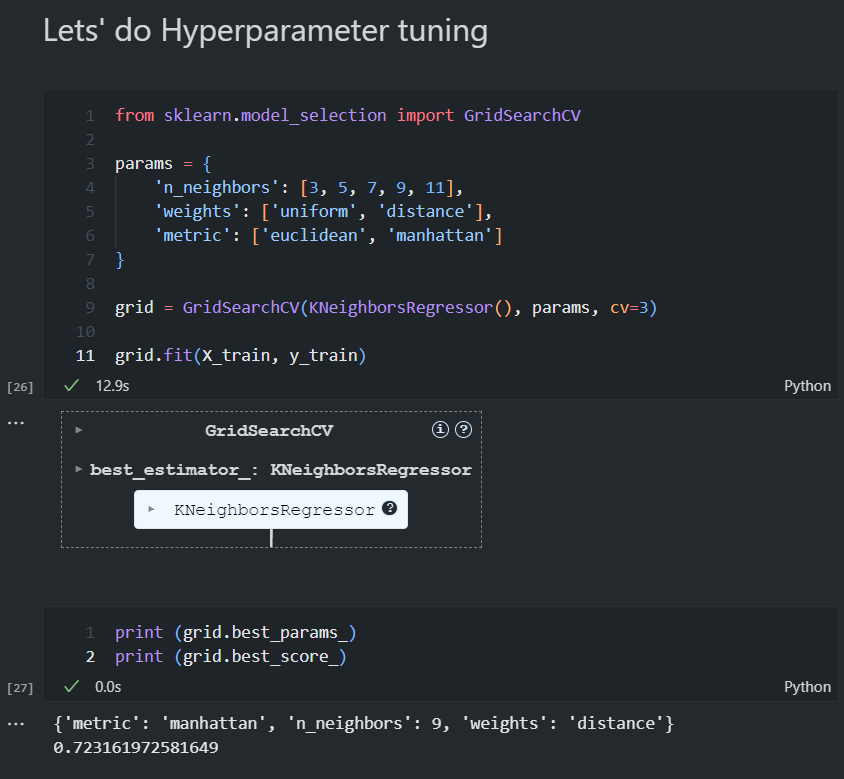 Lets' do Hyperparameter tuning
1 from sklearn.model_selection import GridSearchCV
2
3 params = {
4     'n_neighbors': [3, 5, 7, 9, 11],
5     'weights': ['uniform', 'distance'],
6     'metric': ['euclidean', 'manhattan']
7 }
8
9 grid = GridSearchCV(KNeighborsRegressor(), params, cv=3)
10
11 grid.fit(X_train, y_train)
[26] ✓ 12.9s Python
... ▸ GridSearchCV i ?
▸ best_estimator_: KNeighborsRegressor
▸ KNeighborsRegressor ?
1 print (grid.best_params_)
2 print (grid.best_score_)
[27] ✓ 0.0s Python
... {'metric': 'manhattan', 'n_neighbors': 9, 'weights': 'distance'}
0.723161972581649